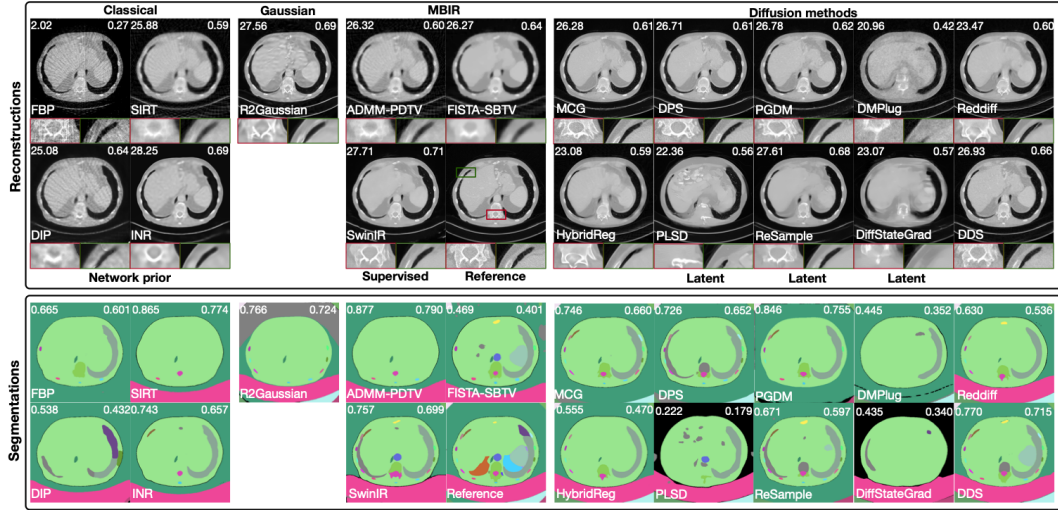 Classical
Gaussian
MBIR
Diffusion methods
2.02 0.27
25.88 0.59
27.56 0.69
26.32 0.60
26.27 0.64
26.28 0.61
26.71 0.61
26.78 0.62
20.96 0.42
23.47 0.60
FBP
SIRT
R2Gaussian
ADMM-PDTV
FISTA-SBTV
MCG
DPS
PGDM
DMPlug
Reddiff
Reconstructions
25.08 0.64
28.25 0.69
27.71 0.71
23.08 0.59
22.36 0.56
27.61 0.68
23.07 0.57
26.93 0.66
DIP
INR
SwinIR
HybridReg
PLSD
ReSample
DiffStateGrad
DDS
Network prior
Supervised
Reference
Latent
Latent
Latent
0.665 0.601
0.865 0.774
0.766 0.724
0.877 0.790
0.469 0.401
0.746 0.660
0.726 0.652
0.846 0.755
0.445 0.352
0.630 0.536
FBP
SIRT
R2Gaussian
ADMM-PDTV
FISTA-SBTV
MCG
DPS
PGDM
DMPlug
Reddiff
Segmentations
0.538 0.432
0.743 0.657
0.757 0.699
0.555 0.470
0.222 0.179
0.671 0.597
0.435 0.340
0.770 0.715
DIP
INR
SwinIR
Reference
HybridReg
PLSD
ReSample
DiffStateGrad
DDS